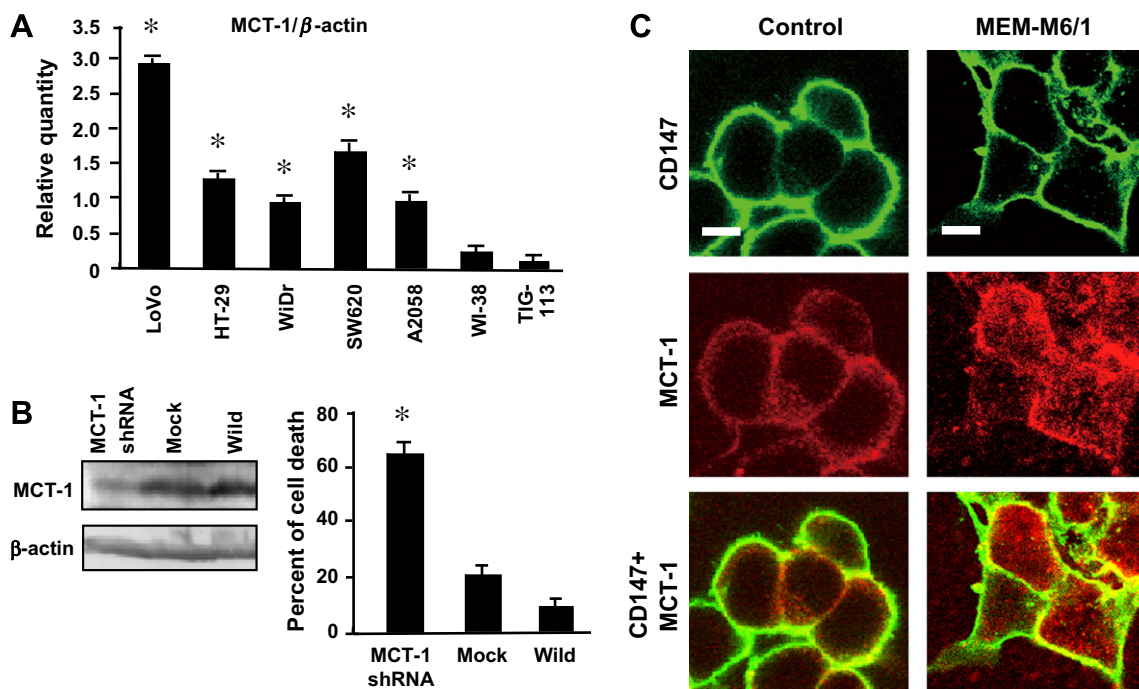 A
MCT-1/β-actin
Relative quantity
3.5
3.0
2.5
2.0
1.5
1.0
0.5
0
*
*
*
*
*
LoVo
HT-29
WiDr
SW620
A2058
WI-38
TIG-
113
B
MCT-1
shRNA
Mock
Wild
MCT-1
β-actin
Percent of cell death
80
60
40
20
0
*
MCT-1
shRNA
Mock
Wild
C
Control
MEM-M6/1
CD147
MCT-1
CD147+
MCT-1